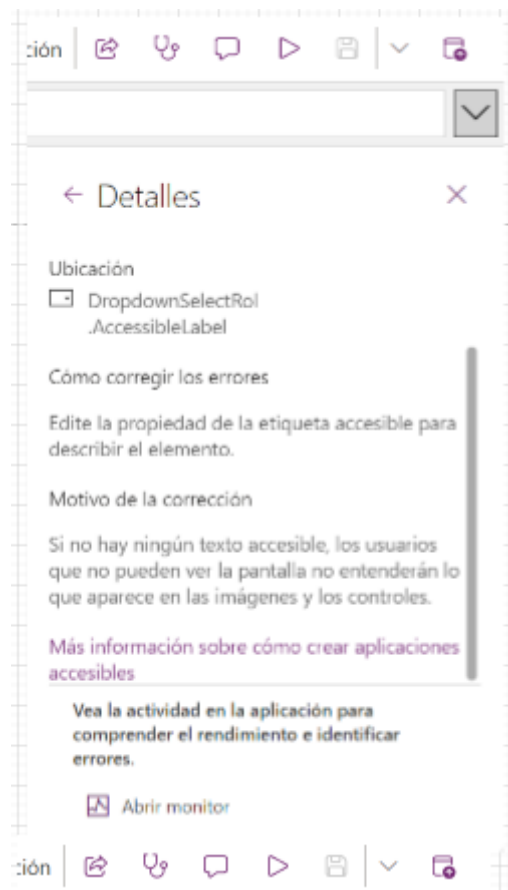 ción
Detalles
Ubicación
DropdownSelectRol
.AccessibleLabel
Cómo corregir los errores
Edite la propiedad de la etiqueta accesible para
describir el elemento.
Motivo de la corrección
Si no hay ningún texto accesible, los usuarios
que no pueden ver la pantalla no entenderán lo
que aparece en las imágenes y los controles.
Más información sobre cómo crear aplicaciones
accesibles
Vea la actividad en la aplicación para
comprender el rendimiento e identificar
errores.
Abrir monitor
ción